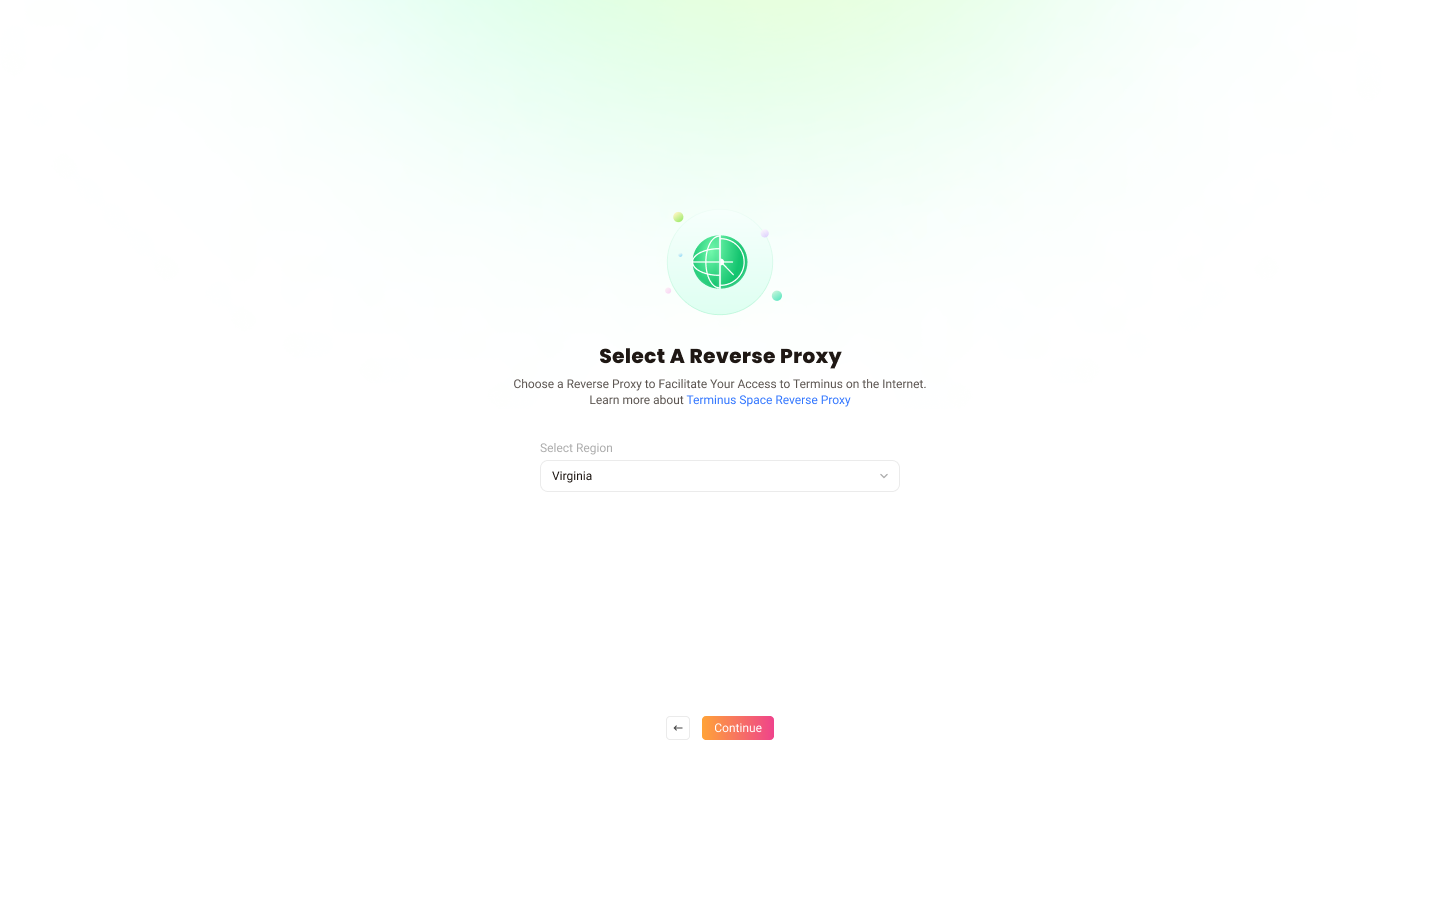 Select A Reverse Proxy
Choose a Reverse Proxy to Facilitate Your Access to Terminus on the Internet.
Learn more about Terminus Space Reverse Proxy
Select Region
Virginia
Continue